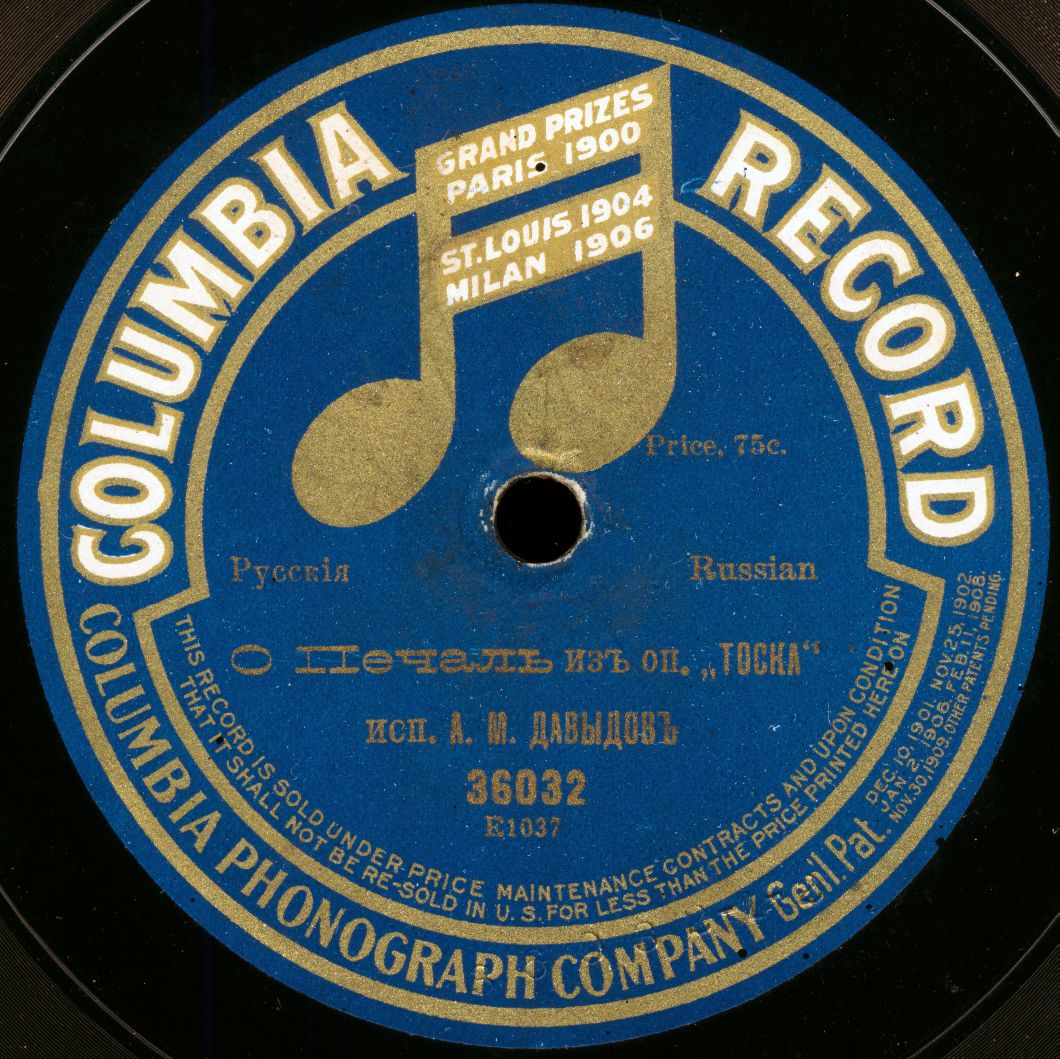 COLUMBIA RECORD
GRAND PRIZES
PARIS 1900
ST. LOUIS 1904
MILAN 1906
Price, 75c.
Русскія Russian
О Печаль изъ оп. „ТОСКА“
исп. А. М. ДАВЫДОВЪ
36032
E1037
THIS RECORD IS SOLD UNDER PRICE MAINTENANCE CONTRACTS AND UPON CONDITION
THAT IT SHALL NOT BE RE-SOLD IN U.S. FOR LESS THAN THE PRICE PRINTED HEREON
COLUMBIA PHONOGRAPH COMPANY Genl. Pat.
DEC. 10, 1901. NOV. 25, 1902.
JAN. 2, 1906. FEB. 11, 1908.
NOV. 30, 1909. OTHER PATENTS PENDING.